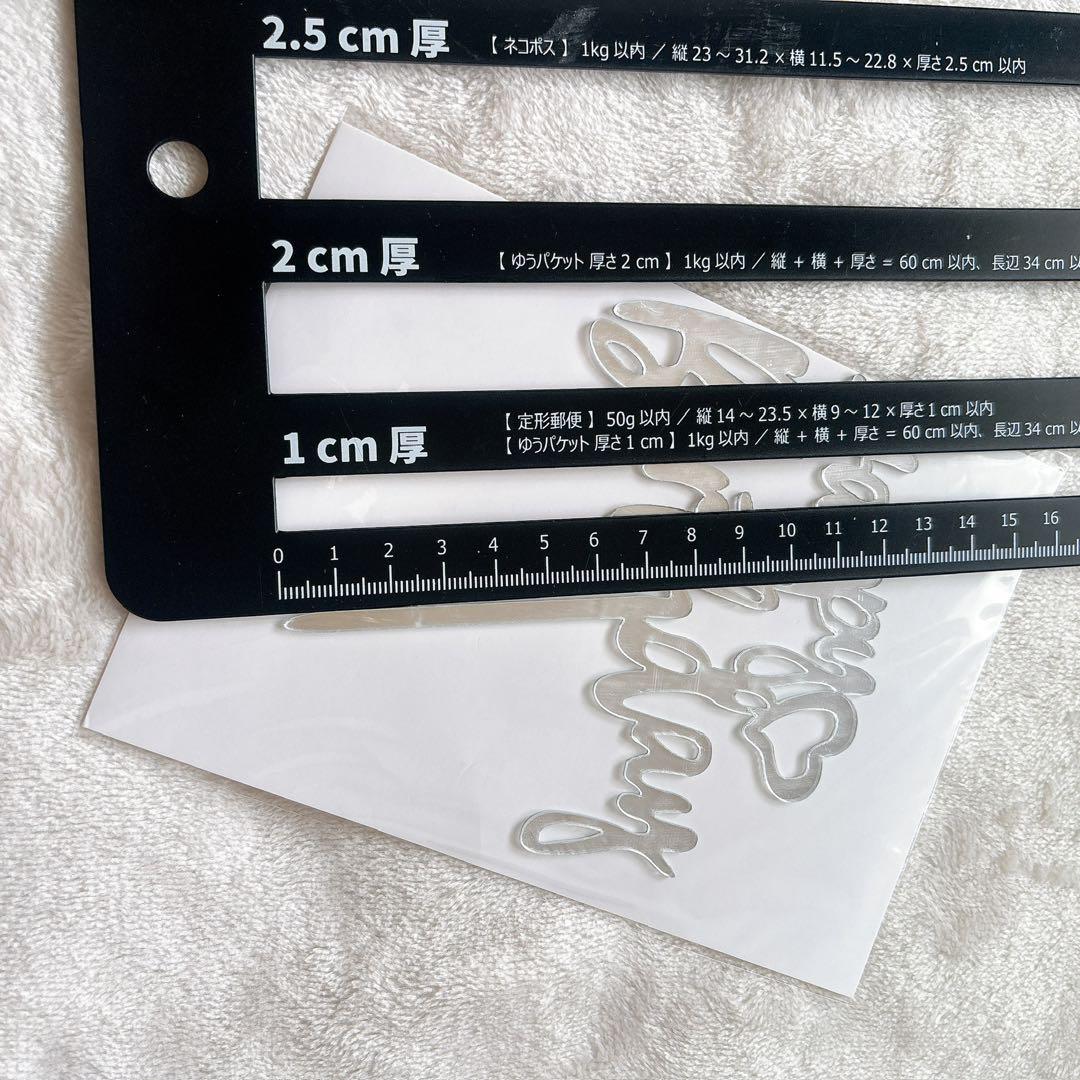 2.5 cm 厚
【 ネコポス 】 1kg 以内 ／ 縦 23 〜 31.2 × 横 11.5 〜 22.8 × 厚さ 2.5 cm 以内
2 cm 厚
【 ゆうパケット 厚さ 2 cm 】 1kg 以内 ／ 縦 + 横 + 厚さ = 60 cm 以内、長辺 34 cm
1 cm 厚
【 定形郵便 】 50g 以内 ／ 縦 14 〜 23.5 × 横 9 〜 12 × 厚さ 1 cm 以内
【 ゆうパケット 厚さ 1 cm 】 1kg 以内 ／ 縦 + 横 + 厚さ = 60 cm 以内、長辺 34 cm
0 1 2 3 4 5 6 7 8 9 10 11 12 13 14 15 16